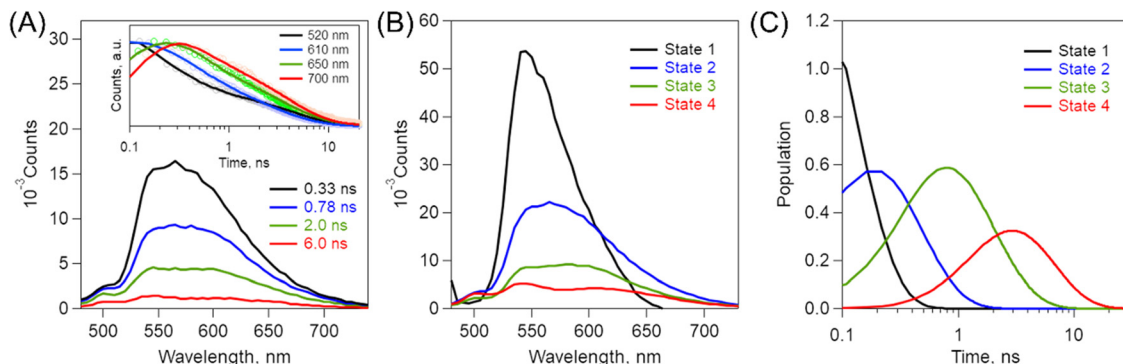 (A)
10⁻³Counts
30
25
20
15
10
5
0
500 550 600 650 700
Wavelength, nm
Counts, a.u.
520 nm
610 nm
650 nm
700 nm
0.1 1 10
Time, ns
0.33 ns
0.78 ns
2.0 ns
6.0 ns
(B)
10⁻³Counts
60
50
40
30
20
10
0
500 550 600 650 700
Wavelength, nm
State 1
State 2
State 3
State 4
(C)
Population
1.2
1.0
0.8
0.6
0.4
0.2
0.0
0.1 1 10
Time, ns
State 1
State 2
State 3
State 4